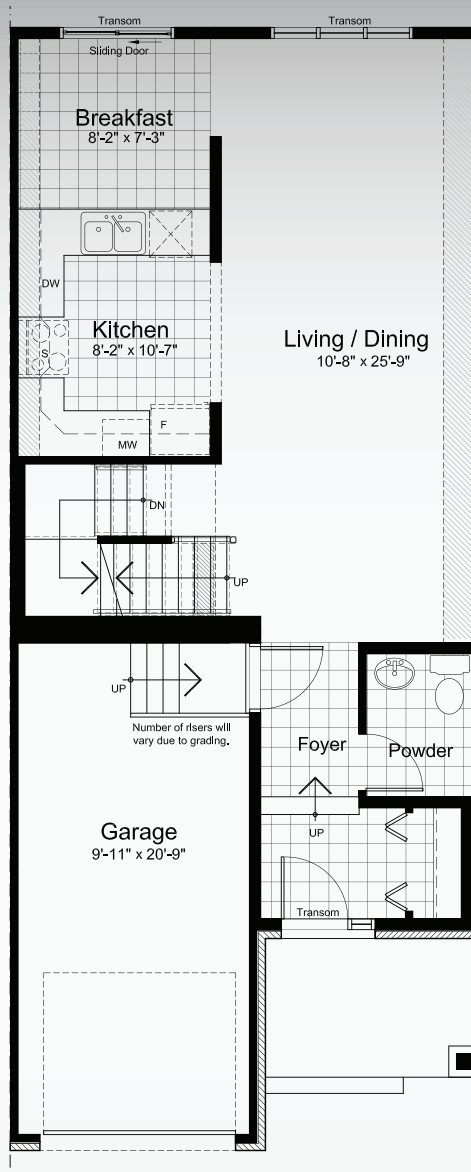 Transom
Transom
Sliding Door
Breakfast
8'-2" x 7'-3"
DW
Kitchen
8'-2" x 10'-7"
S
Living / Dining
10'-8" x 25'-9"
F
MW
DN
UP
UP
Number of risers will
vary due to grading.
Foyer
Powder
Garage
9'-11" x 20'-9"
UP
Transom